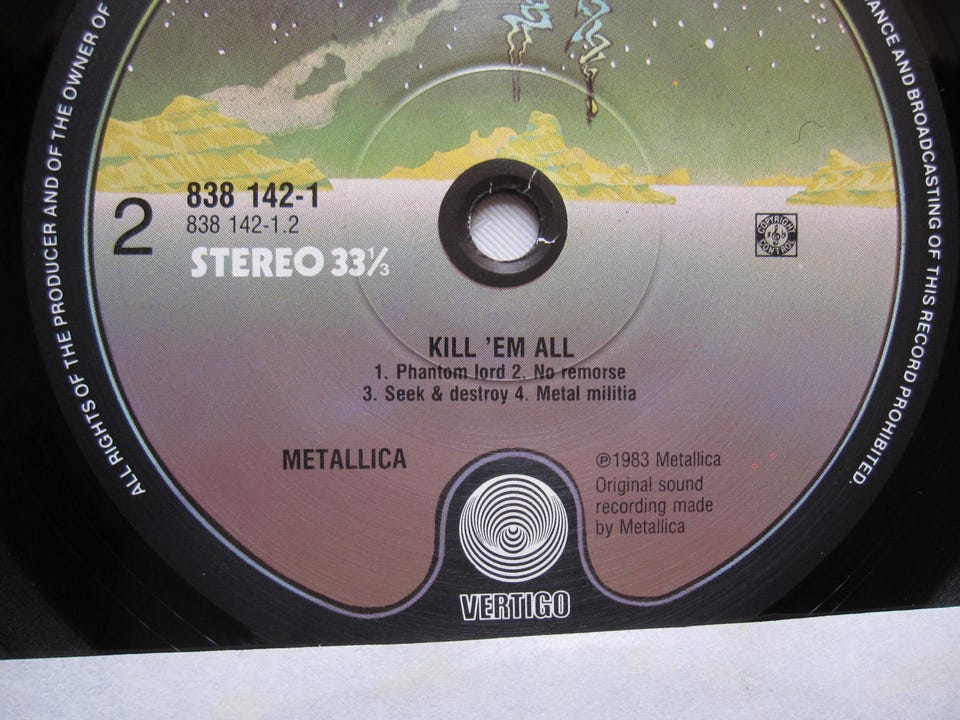 838 142-1
838 142-1.2
2
STEREO 33⅓
COPYRIGHT
CONTROL
KILL 'EM ALL
1. Phantom lord 2. No remorse
3. Seek & destroy 4. Metal militia
METALLICA
℗1983 Metallica
Original sound
recording made
by Metallica
VERTIGO
ALL RIGHTS OF THE PRODUCER AND OF THE OWNER OF
AND BROADCASTING OF THIS RECORD PROHIBITED.